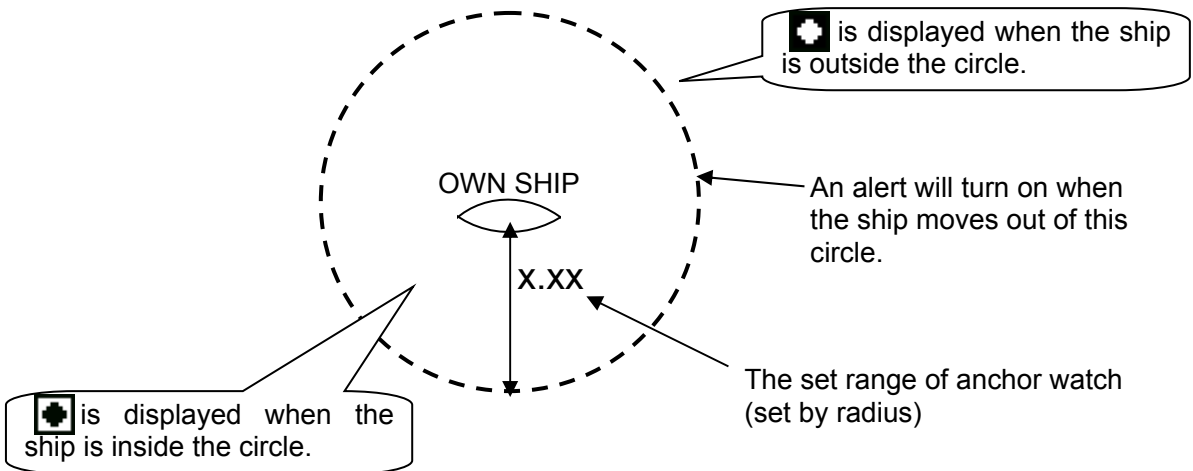 is displayed when the ship
is outside the circle.
OWN SHIP
An alert will turn on when
the ship moves out of this
circle.
x.xx
The set range of anchor watch
(set by radius)
is displayed when the
ship is inside the circle.